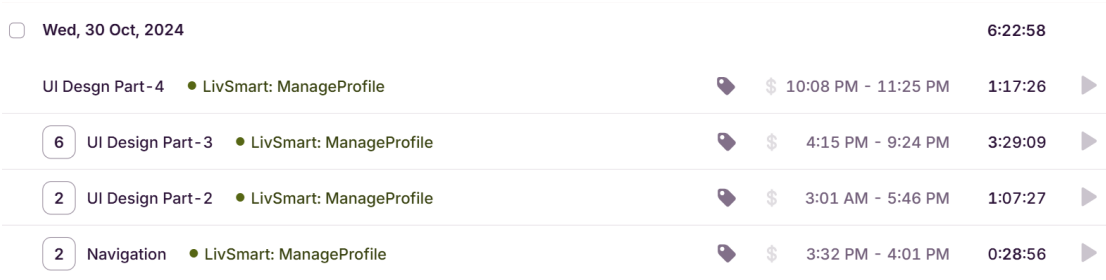 Wed, 30 Oct, 2024 6:22:58
UI Desgn Part-4 • LivSmart: ManageProfile $ 10:08 PM - 11:25 PM 1:17:26
6 UI Design Part-3 • LivSmart: ManageProfile $ 4:15 PM - 9:24 PM 3:29:09
2 UI Design Part-2 • LivSmart: ManageProfile $ 3:01 AM - 5:46 PM 1:07:27
2 Navigation • LivSmart: ManageProfile $ 3:32 PM - 4:01 PM 0:28:56